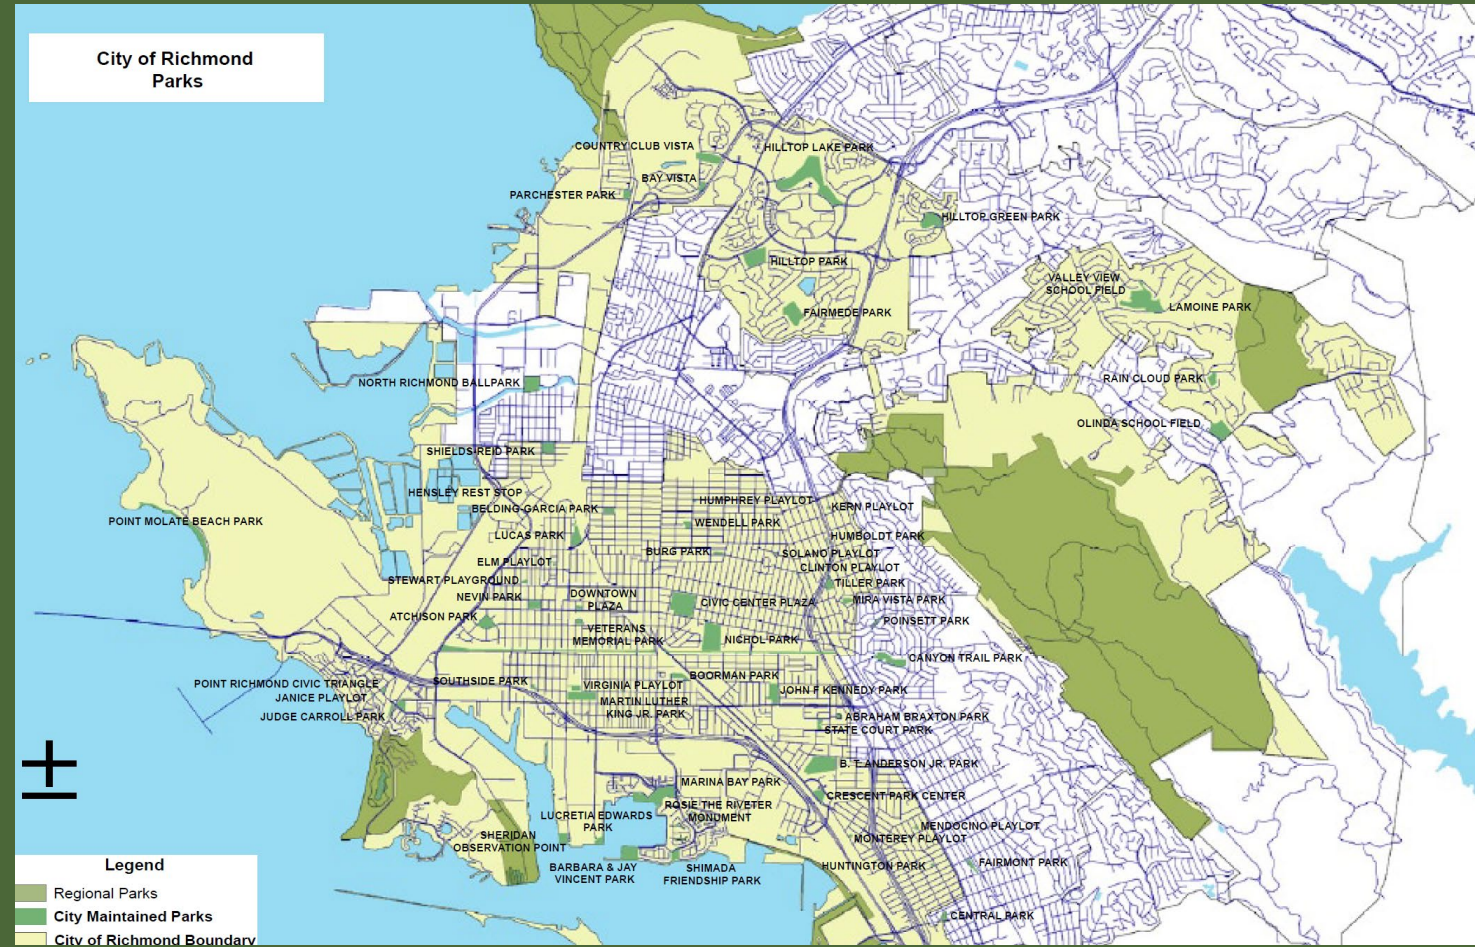 City of Richmond
Parks
COUNTRY CLUB VISTA
HILLTOP LAKE PARK
BAY VISTA
PARCHESTER PARK
HILLTOP GREEN PARK
HILLTOP PARK
VALLEY VIEW
SCHOOL FIELD
LAMOINE PARK
FAIRMEDE PARK
NORTH RICHMOND BALLPARK
RAIN CLOUD PARK
OLINDA SCHOOL FIELD
SHIELDS-REID PARK
HENSLEY REST STOP
HUMPHREY PLAYLOT
KERN PLAYLOT
BELDING GARCIA PARK
POINT MOLATE BEACH PARK
WENDELL PARK
LUCAS PARK
HUMBOLDT PARK
BURG PARK
SOLANO PLAYLOT
ELM PLAYLOT
CLINTON PLAYLOT
STEWART PLAYGROUND
TILLER PARK
NEVIN PARK
DOWNTOWN
PLAZA
CIVIC CENTER PLAZA
MIRA VISTA PARK
ATCHISON PARK
POINSETT PARK
VETERANS
MEMORIAL PARK
NICHOL PARK
CANYON TRAIL PARK
BOORMAN PARK
POINT RICHMOND CIVIC TRIANGLE
SOUTHSIDE PARK
VIRGINIA PLAYLOT
JOHN F KENNEDY PARK
JANICE PLAYLOT
MARTIN LUTHER
KING JR. PARK
JUDGE CARROLL PARK
ABRAHAM BRAXTON PARK
STATE COURT PARK
B. T. ANDERSON JR. PARK
MARINA BAY PARK
CRESCENT PARK CENTER
ROSIE THE RIVETER
MONUMENT
LUCRETIA EDWARDS
PARK
MENDOCINO PLAYLOT
SHERIDAN
OBSERVATION POINT
MONTEREY PLAYLOT
BARBARA & JAY
VINCENT PARK
SHIMADA
FRIENDSHIP PARK
HUNTINGTON PARK
FAIRMONT PARK
CENTRAL PARK
Legend
Regional Parks
City Maintained Parks
City of Richmond Boundary